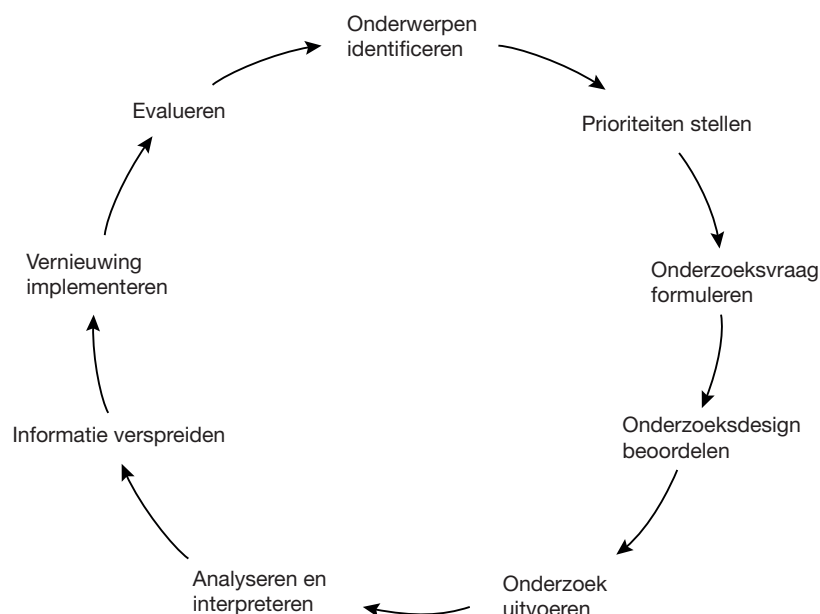 Onderwerpen
identificeren
Prioriteiten stellen
Onderzoeksvraag
formuleren
Onderzoeksdesign
beoordelen
Onderzoek
uitvoeren
Analyseren en
interpreteren
Informatie verspreiden
Vernieuwing
implementeren
Evalueren